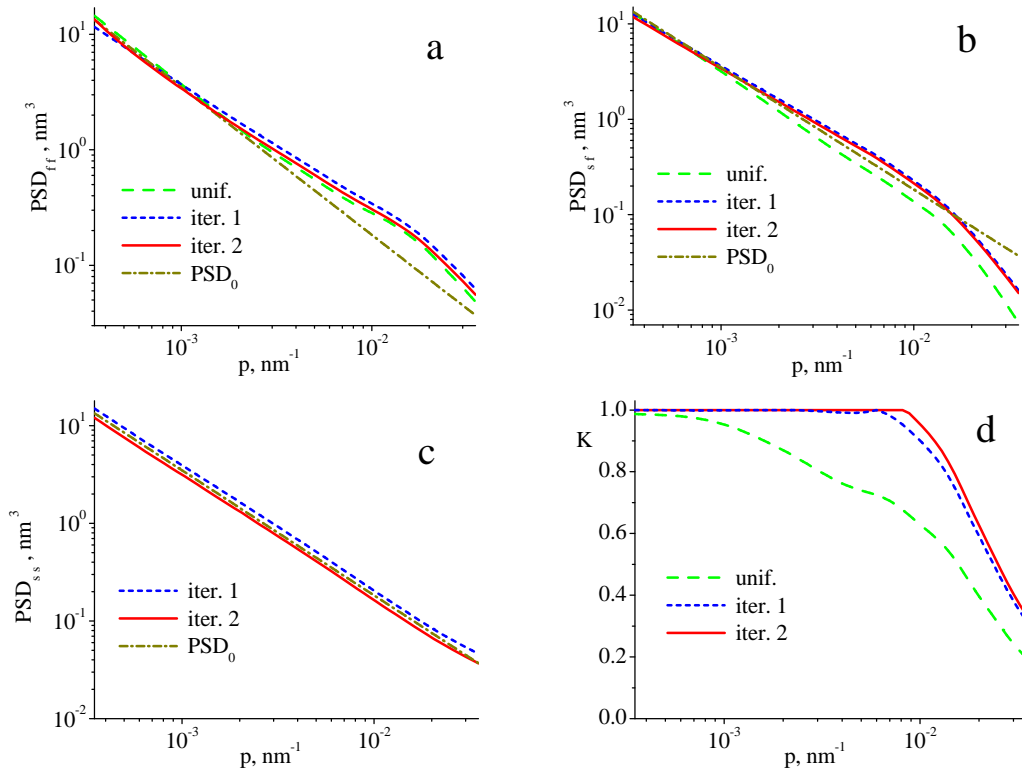 a
PSD_ff , nm^3
10^1
10^0
10^-1
unif.
iter. 1
iter. 2
PSD_0
10^-3
10^-2
p, nm^-1
b
PSD_sf , nm^3
10^1
10^0
10^-1
10^-2
unif.
iter. 1
iter. 2
PSD_0
10^-3
10^-2
p, nm^-1
c
PSD_ss , nm^3
10^1
10^0
10^-1
10^-2
iter. 1
iter. 2
PSD_0
10^-3
10^-2
p, nm^-1
d
K
1.0
0.8
0.6
0.4
0.2
0.0
unif.
iter. 1
iter. 2
10^-3
10^-2
p, nm^-1